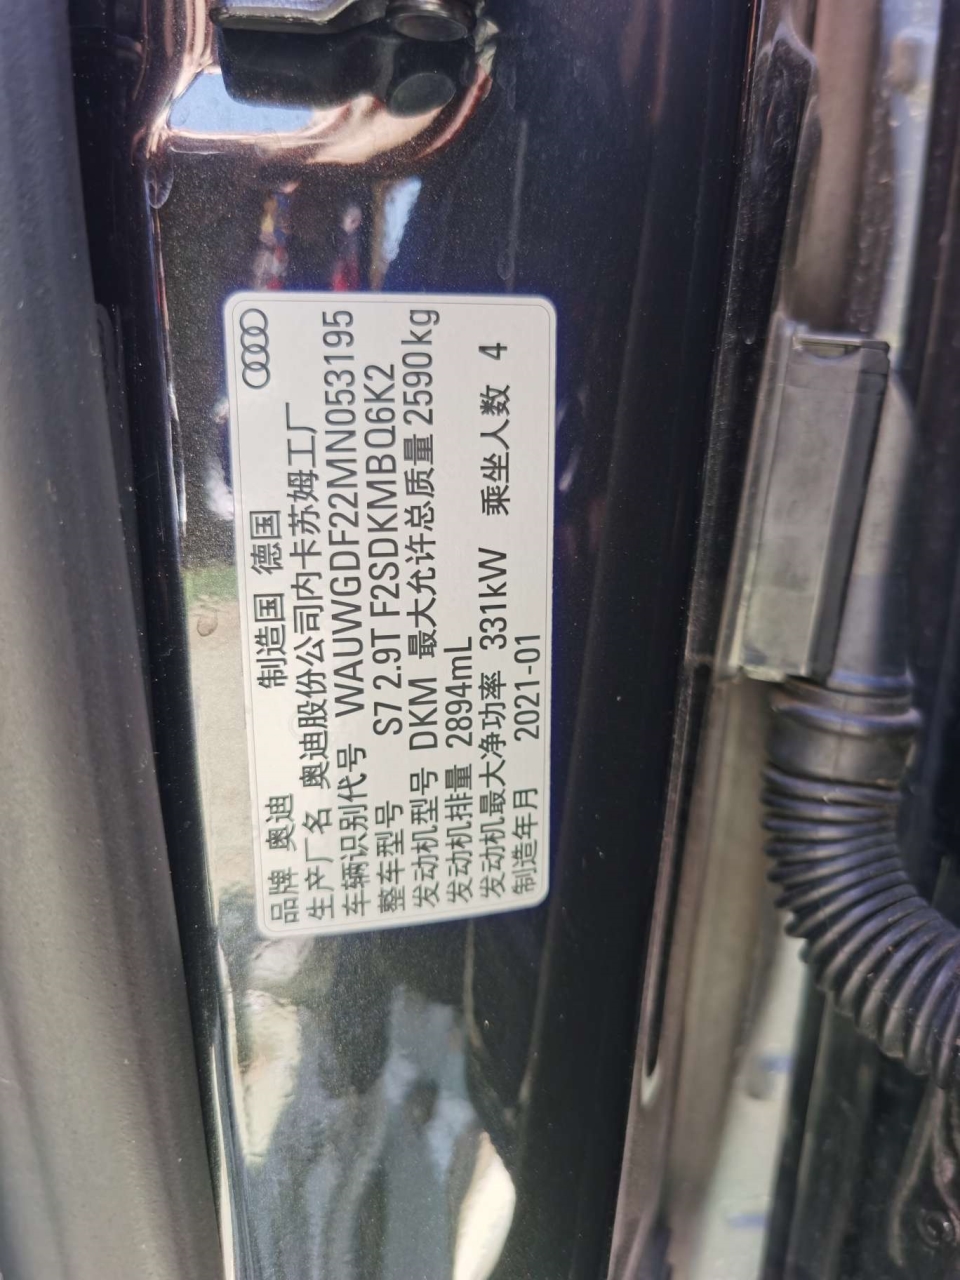 品牌 奥迪 制造国 德国
生产厂名 奥迪股份公司内卡苏姆工厂
车辆识别代号 WAUWGDF22MN053195
整车型号 S7 2.9T F2SDKMBQ6K2
发动机型号 DKM 最大允许总质量 2590kg
发动机排量 2894mL
发动机最大净功率 331kW 乘坐人数 4
制造年月 2021-01